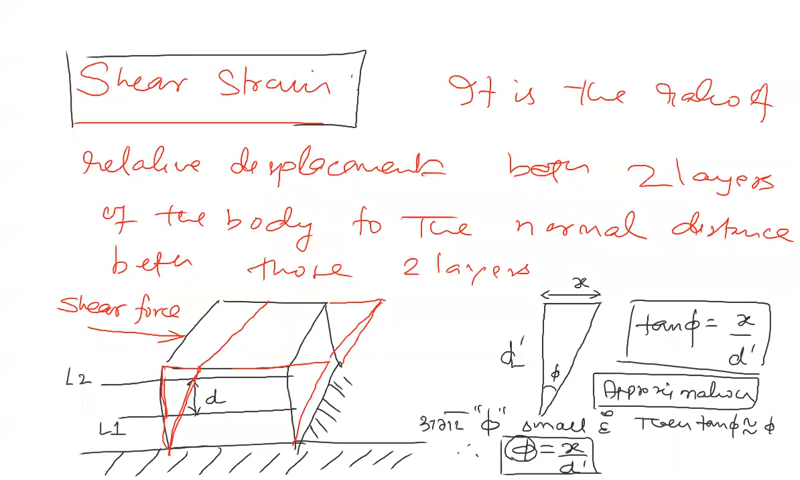 Shear Strain:
It is the ratio of
relative displacement betn 2 layers
of the body to The normal distance
betn those 2 layers
Shear force
L2
d
L1
x
d'
ϕ
tanϕ = x/d'
Approximation
अगर "ϕ" small है Then tanϕ ≈ ϕ
∴ ϕ = x/d'